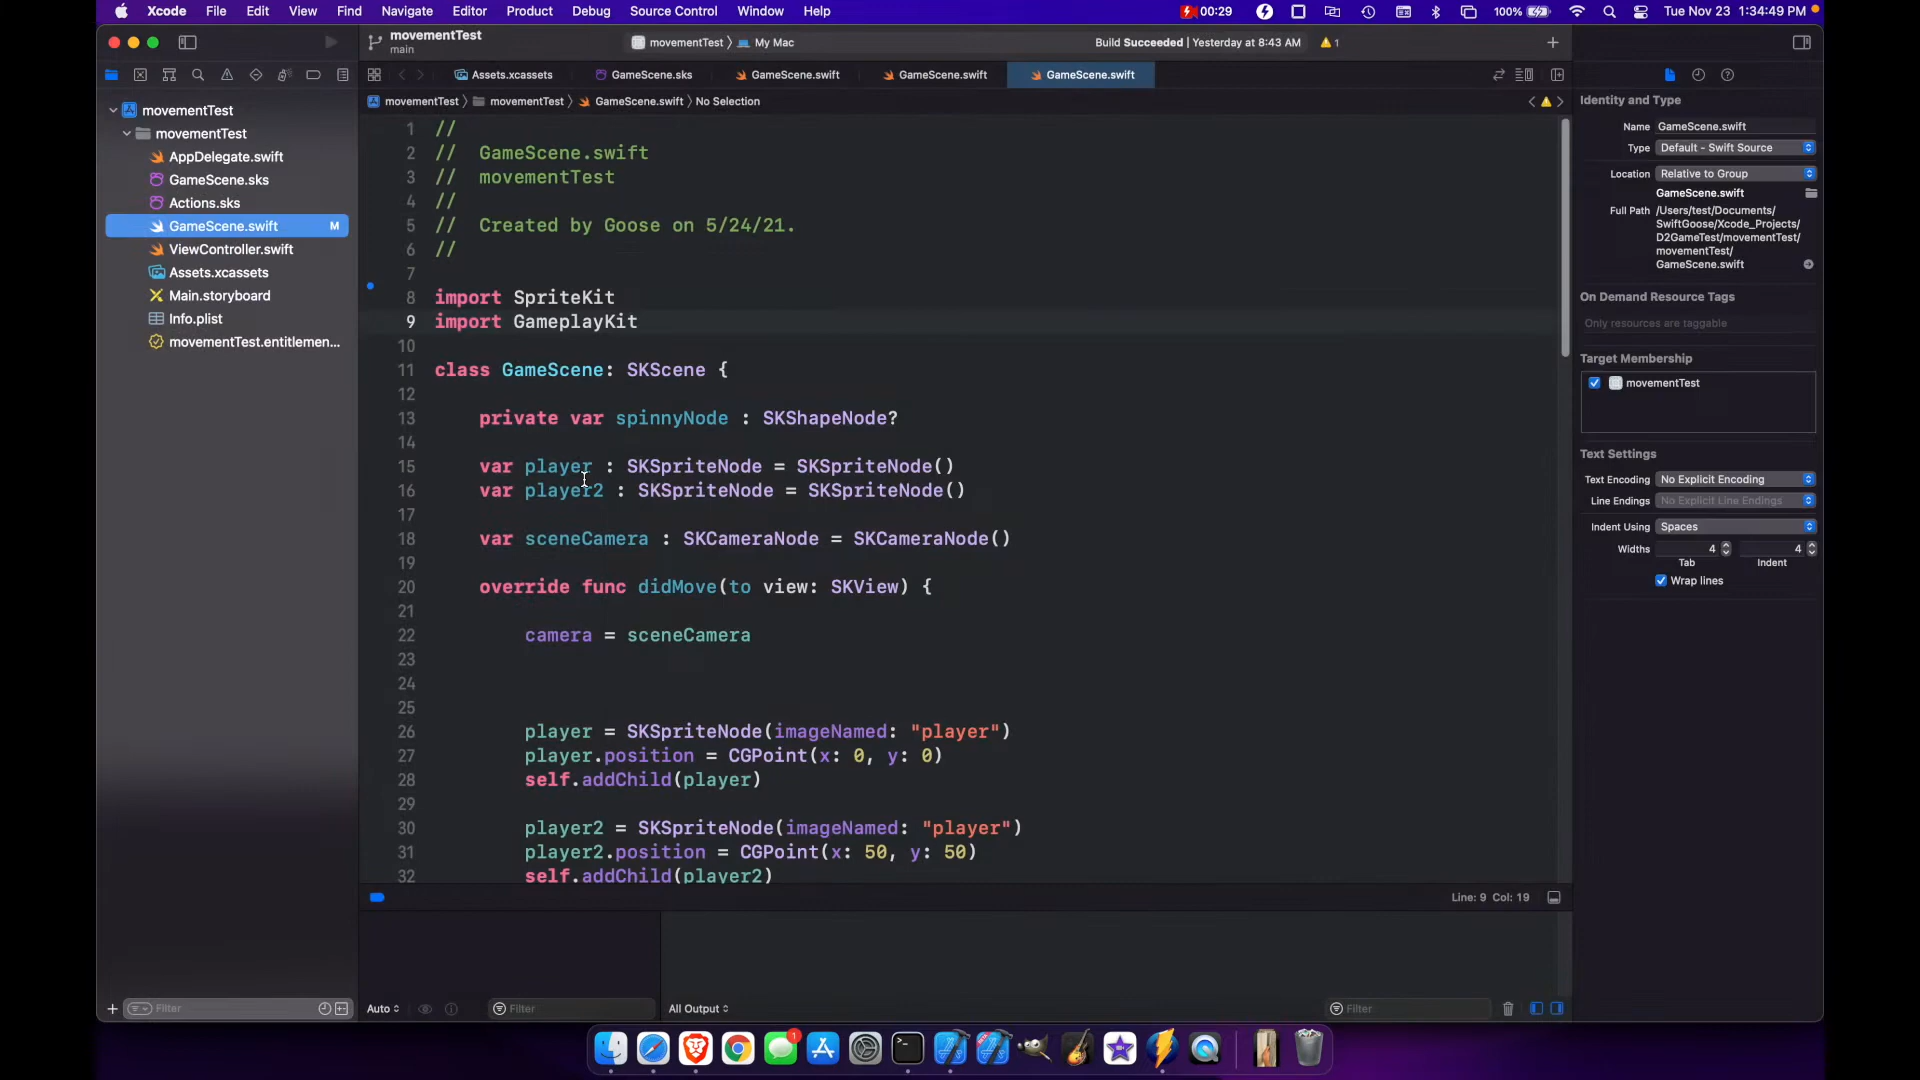 Xcode File Edit View Find Navigate Editor Product Debug Source Control Window Help 00:29 100% Tue Nov 23 1:34:49 PM
movementTest
main
movementTest My Mac
Build Succeeded | Yesterday at 8:43 AM 1
Assets.xcassets GameScene.sks GameScene.swift GameScene.swift GameScene.swift
movementTest movementTest GameScene.swift No Selection
movementTest
movementTest
AppDelegate.swift
GameScene.sks
Actions.sks
GameScene.swift M
ViewController.swift
Assets.xcassets
Main.storyboard
Info.plist
movementTest.entitlemen...
Filter
1 //
2 // GameScene.swift
3 // movementTest
4 //
5 // Created by Goose on 5/24/21.
6 //
7
8 import SpriteKit
9 import GameplayKit
10
11 class GameScene: SKScene {
12
13 private var spinnyNode : SKShapeNode?
14
15 var player : SKSpriteNode = SKSpriteNode()
16 var player2 : SKSpriteNode = SKSpriteNode()
17
18 var sceneCamera : SKCameraNode = SKCameraNode()
19
20 override func didMove(to view: SKView) {
21
22 camera = sceneCamera
23
24
25
26 player = SKSpriteNode(imageNamed: "player")
27 player.position = CGPoint(x: 0, y: 0)
28 self.addChild(player)
29
30 player2 = SKSpriteNode(imageNamed: "player")
31 player2.position = CGPoint(x: 50, y: 50)
32 self.addChild(player2)
Line: 9 Col: 19
Auto Filter All Output Filter
Identity and Type
Name GameScene.swift
Type Default - Swift Source
Location Relative to Group
GameScene.swift
Full Path /Users/test/Documents/
SwiftGoose/Xcode_Projects/
D2GameTest/movementTest/
movementTest/
GameScene.swift
On Demand Resource Tags
Only resources are taggable
Target Membership
movementTest
Text Settings
Text Encoding No Explicit Encoding
Line Endings No Explicit Line Endings
Indent Using Spaces
Widths 4 4
Tab Indent
Wrap lines
1